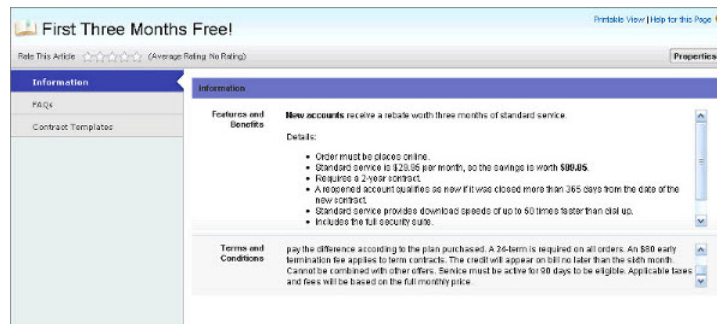 First Three Months Free!
Printable View | Help for this Page
Rate This Article (Average Rating: No Rating)
Properties
Information
FAQs
Contract Templates
Information
Features and Benefits
New accounts receive a rebate worth three months of standard service.
Details:
• Order must be places online.
• Standard service is per month, so the savings is worth
• Requires a 2-year contract.
• A reopened account qualifies as new if it was closed more than 365 days from the date of the
new contract.
• Standard service provides download speeds of up to 50 times faster than dial up.
• Includes the full security suite.
Terms and Conditions
pay the difference according to the plan purchased. A 24-term is required on all orders. An $80 early
termination fee applies to term contracts. The credit will appear on bill no later than the sixth month.
Cannot be combined with other offers. Service must be active for 90 days to be eligible. Applicable taxes
and fees will be based on the full monthly price.